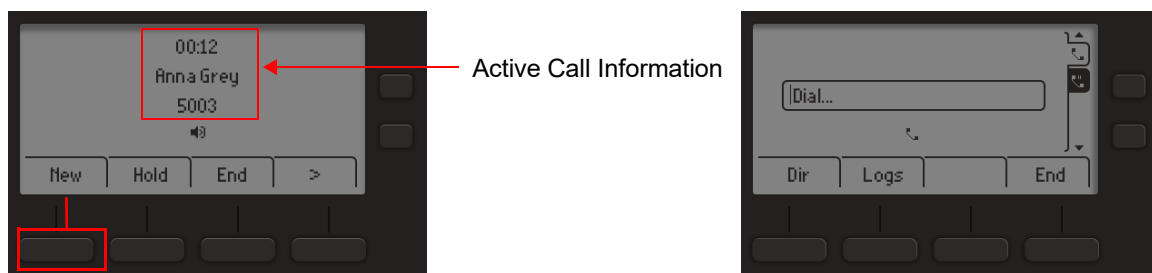 00:12
Anna Grey
5003
New Hold End >
Active Call Information
Dial...
Dir Logs End